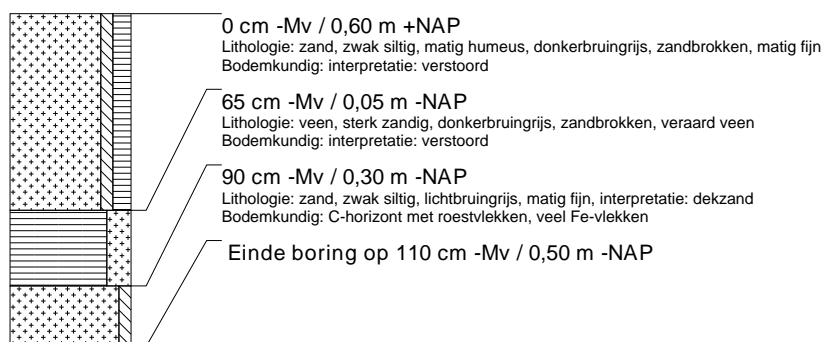 0 cm -Mv / 0,60 m +NAP
Lithologie: zand, zwak siltig, matig humeus, donkerbruingrijs, zandbrokken, matig fijn
Bodemkundig: interpretatie: verstoord
65 cm -Mv / 0,05 m -NAP
Lithologie: veen, sterk zandig, donkerbruingrijs, zandbrokken, veraard veen
Bodemkundig: interpretatie: verstoord
90 cm -Mv / 0,30 m -NAP
Lithologie: zand, zwak siltig, lichtbruingrijs, matig fijn, interpretatie: dekzand
Bodemkundig: C-horizont met roestvlekken, veel Fe-vlekken
Einde boring op 110 cm -Mv / 0,50 m -NAP